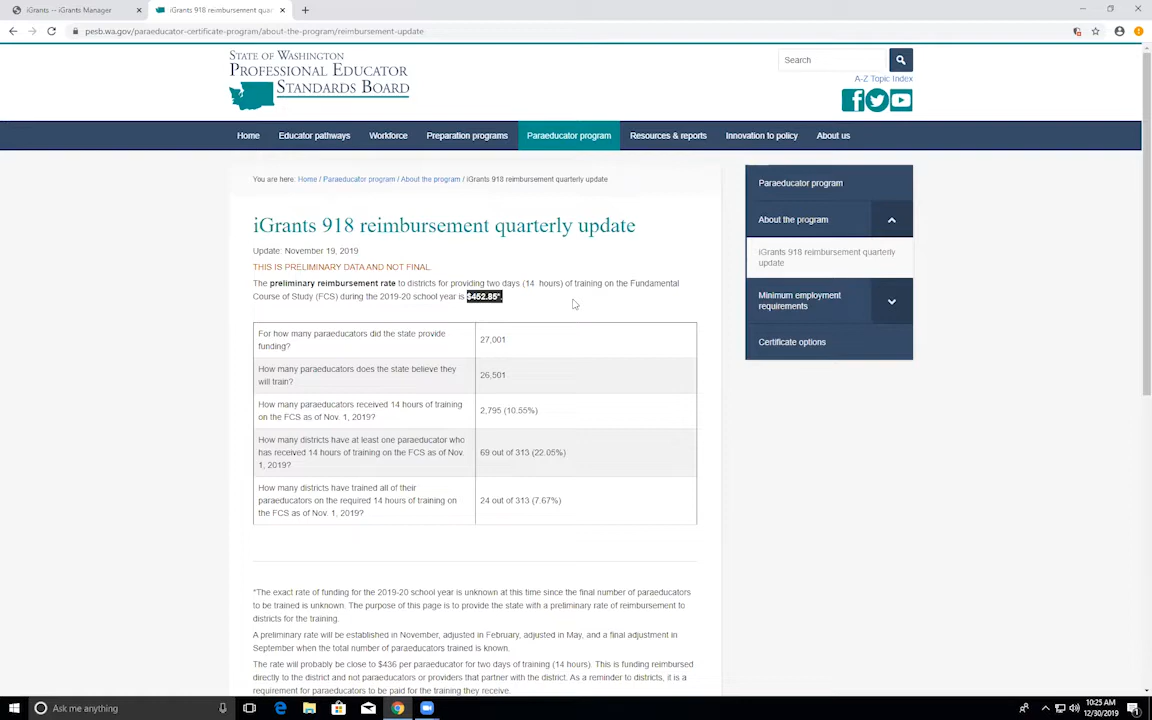 iGrants -- iGrants Manager
iGrants 918 reimbursement quar
pesb.wa.gov/paraeducator-certificate-program/about-the-program/reimbursement-update
STATE OF WASHINGTON
PROFESSIONAL EDUCATOR
STANDARDS BOARD
Search
A-Z Topic Index
Home Educator pathways Workforce Preparation programs Paraeducator program Resources & reports Innovation to policy About us
You are here: Home / Paraeducator program / About the program / iGrants 918 reimbursement quarterly update
iGrants 918 reimbursement quarterly update
Update: November 19, 2019
THIS IS PRELIMINARY DATA AND NOT FINAL.
The preliminary reimbursement rate to districts for providing two days (14 hours) of training on the Fundamental
Course of Study (FCS) during the 2019-20 school year is $452.85*.
For how many paraeducators did the state provide
funding?
27,001
How many paraeducators does the state believe they
will train?
26,501
How many paraeducators received 14 hours of training
on the FCS as of Nov. 1, 2019?
2,795 (10.55%)
How many districts have at least one paraeducator who
has received 14 hours of training on the FCS as of Nov.
1, 2019?
69 out of 313 (22.05%)
How many districts have trained all of their
paraeducators on the required 14 hours of training on
the FCS as of Nov. 1, 2019?
24 out of 313 (7.67%)
*The exact rate of funding for the 2019-20 school year is unknown at this time since the final number of paraeducators
to be trained is unknown. The purpose of this page is to provide the state with a preliminary rate of reimbursement to
districts for the training.
A preliminary rate will be established in November, adjusted in February, adjusted in May, and a final adjustment in
September when the total number of paraeducators trained is known.
The rate will probably be close to $436 per paraeducator for two days of training (14 hours). This is funding reimbursed
directly to the district and not paraeducators or providers that partner with the district. As a reminder to districts, it is a
requirement for paraeducators to be paid for the training they receive.
Paraeducator program
About the program
iGrants 918 reimbursement quarterly
update
Minimum employment
requirements
Certificate options
Ask me anything
10:25 AM
12/30/2019